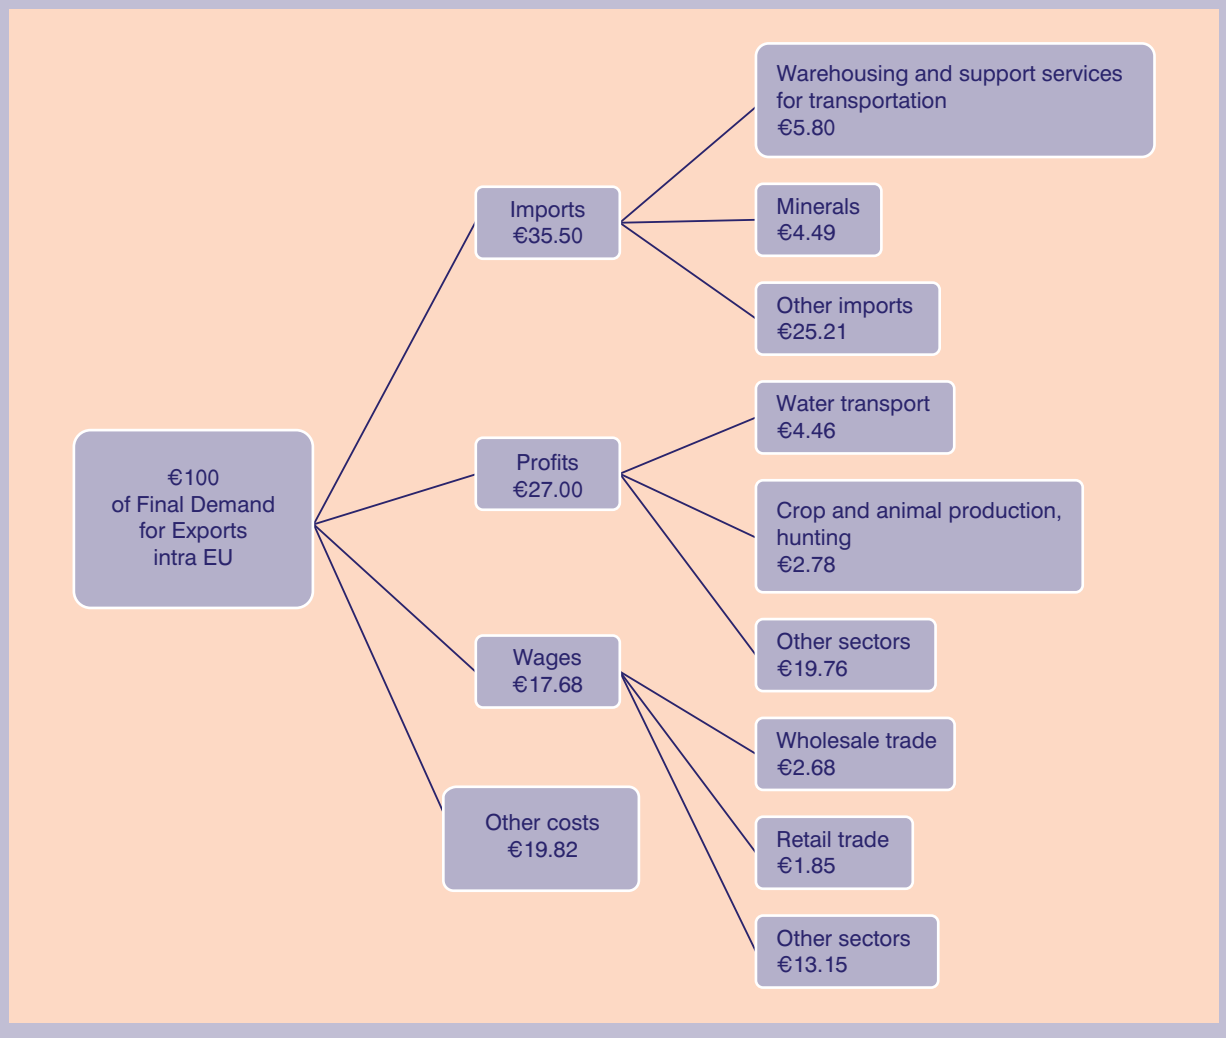 €100
of Final Demand
for Exports
intra EU
Imports
€35.50
Warehousing and support services
for transportation
€5.80
Minerals
€4.49
Other imports
€25.21
Profits
€27.00
Water transport
€4.46
Crop and animal production,
hunting
€2.78
Other sectors
€19.76
Wages
€17.68
Wholesale trade
€2.68
Retail trade
€1.85
Other sectors
€13.15
Other costs
€19.82